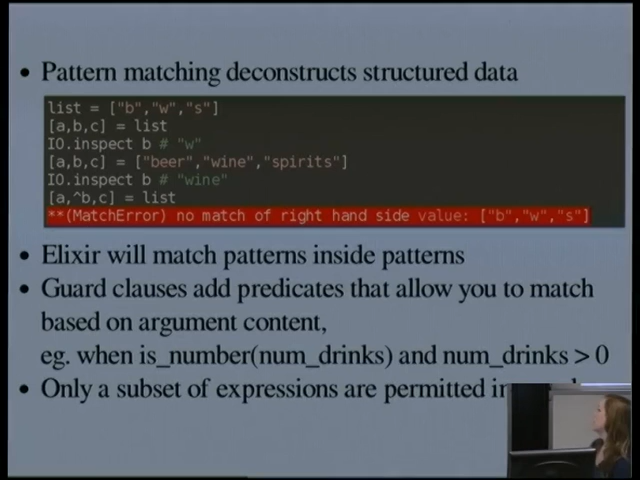 • Pattern matching deconstructs structured data
list = ["b","w","s"]
[a,b,c] = list
IO.inspect b # "w"
[a,b,c] = ["beer","wine","spirits"]
IO.inspect b # "wine"
[a,^b,c] = list
**(MatchError) no match of right hand side value: ["b","w","s"]
• Elixir will match patterns inside patterns
• Guard clauses add predicates that allow you to match
based on argument content,
eg. when is_number(num_drinks) and num_drinks > 0
• Only a subset of expressions are permitted in